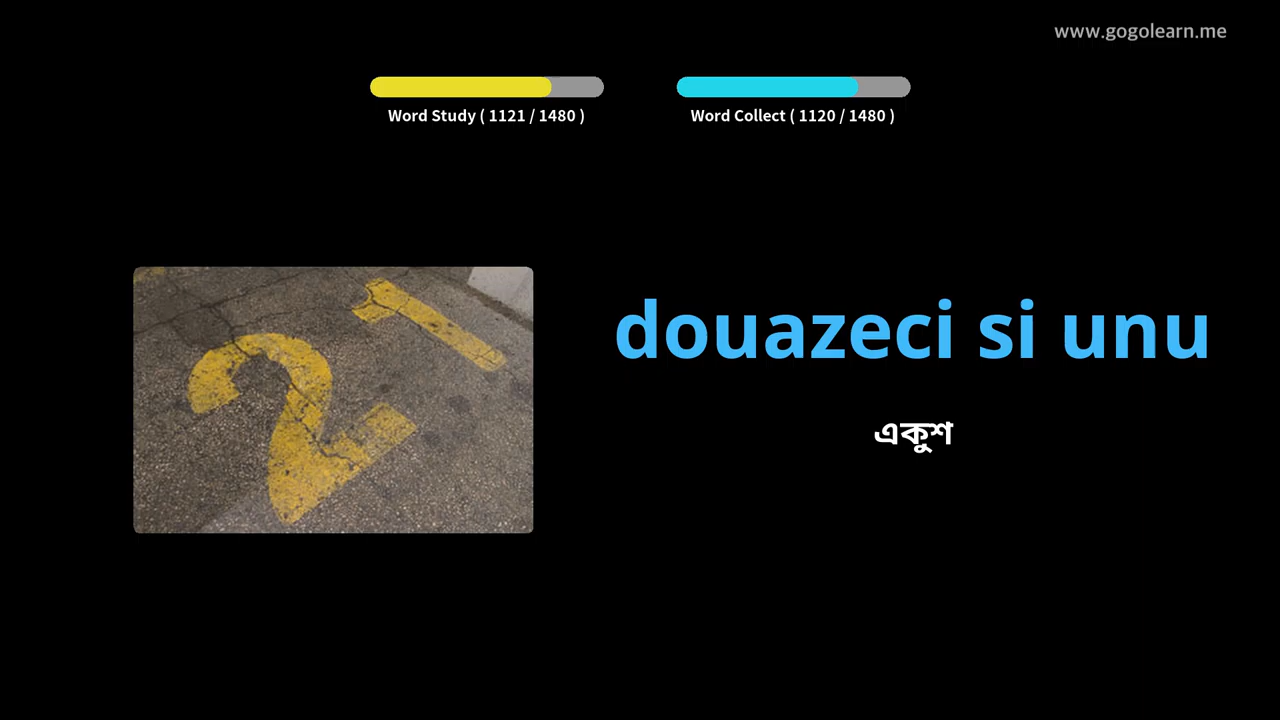 www.gogolearn.me
Word Study ( 1121 / 1480 )
Word Collect ( 1120 / 1480 )
21
douazeci si unu
একুশ